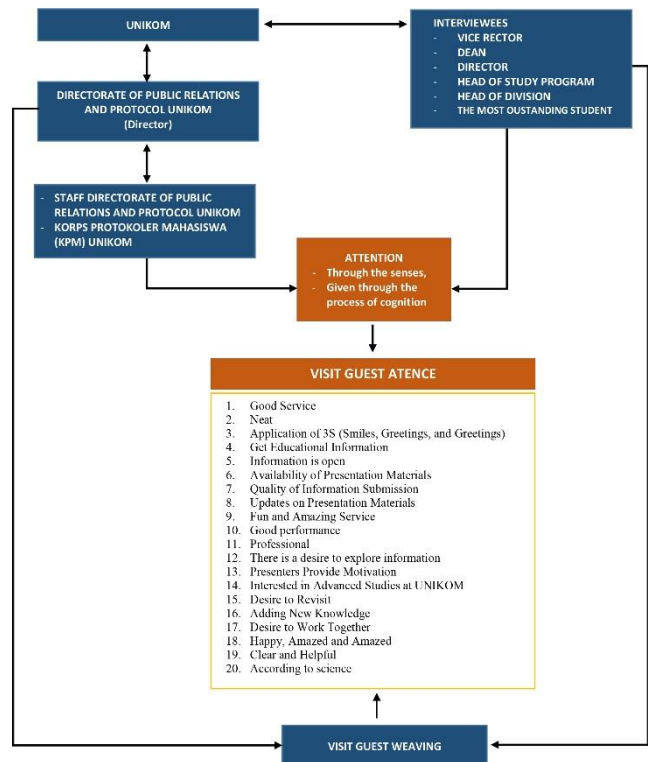 UNIKOM
INTERVIEWEES
- VICE RECTOR
- DEAN
- DIRECTOR
- HEAD OF STUDY PROGRAM
- HEAD OF DIVISION
- THE MOST OUSTANDING STUDENT
DIRECTORATE OF PUBLIC RELATIONS
AND PROTOCOL UNIKOM
(Director)
- STAFF DIRECTORATE OF PUBLIC
RELATIONS AND PROTOCOL UNIKOM
- KORPS PROTOKOLER MAHASISWA
(KPM) UNIKOM
ATTENTION
- Through the senses,
- Given through the
process of cognition
VISIT GUEST ATENCE
1. Good Service
2. Neat
3. Application of 3S (Smiles, Greetings, and Greetings)
4. Get Educational Information
5. Information is open
6. Availability of Presentation Materials
7. Quality of Information Submission
8. Updates on Presentation Materials
9. Fun and Amazing Service
10. Good performance
11. Professional
12. There is a desire to explore information
13. Presenters Provide Motivation
14. Interested in Advanced Studies at UNIKOM
15. Desire to Revisit
16. Adding New Knowledge
17. Desire to Work Together
18. Happy, Amazed and Amazed
19. Clear and Helpful
20. According to science
VISIT GUEST WEAVING